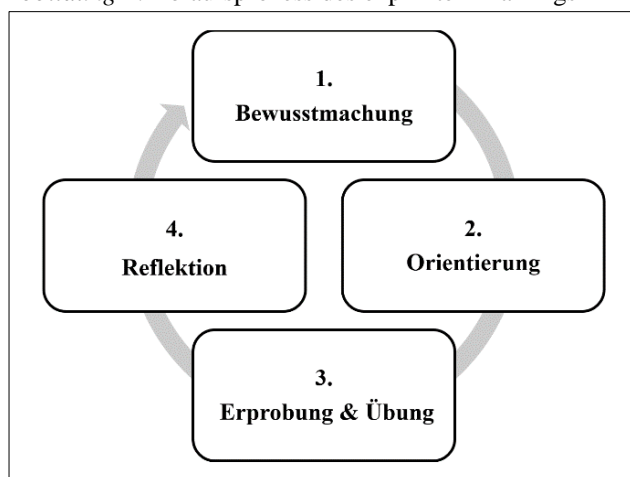 1.
Bewusstmachung
2.
Orientierung
3.
Erprobung & Übung
4.
Reflektion